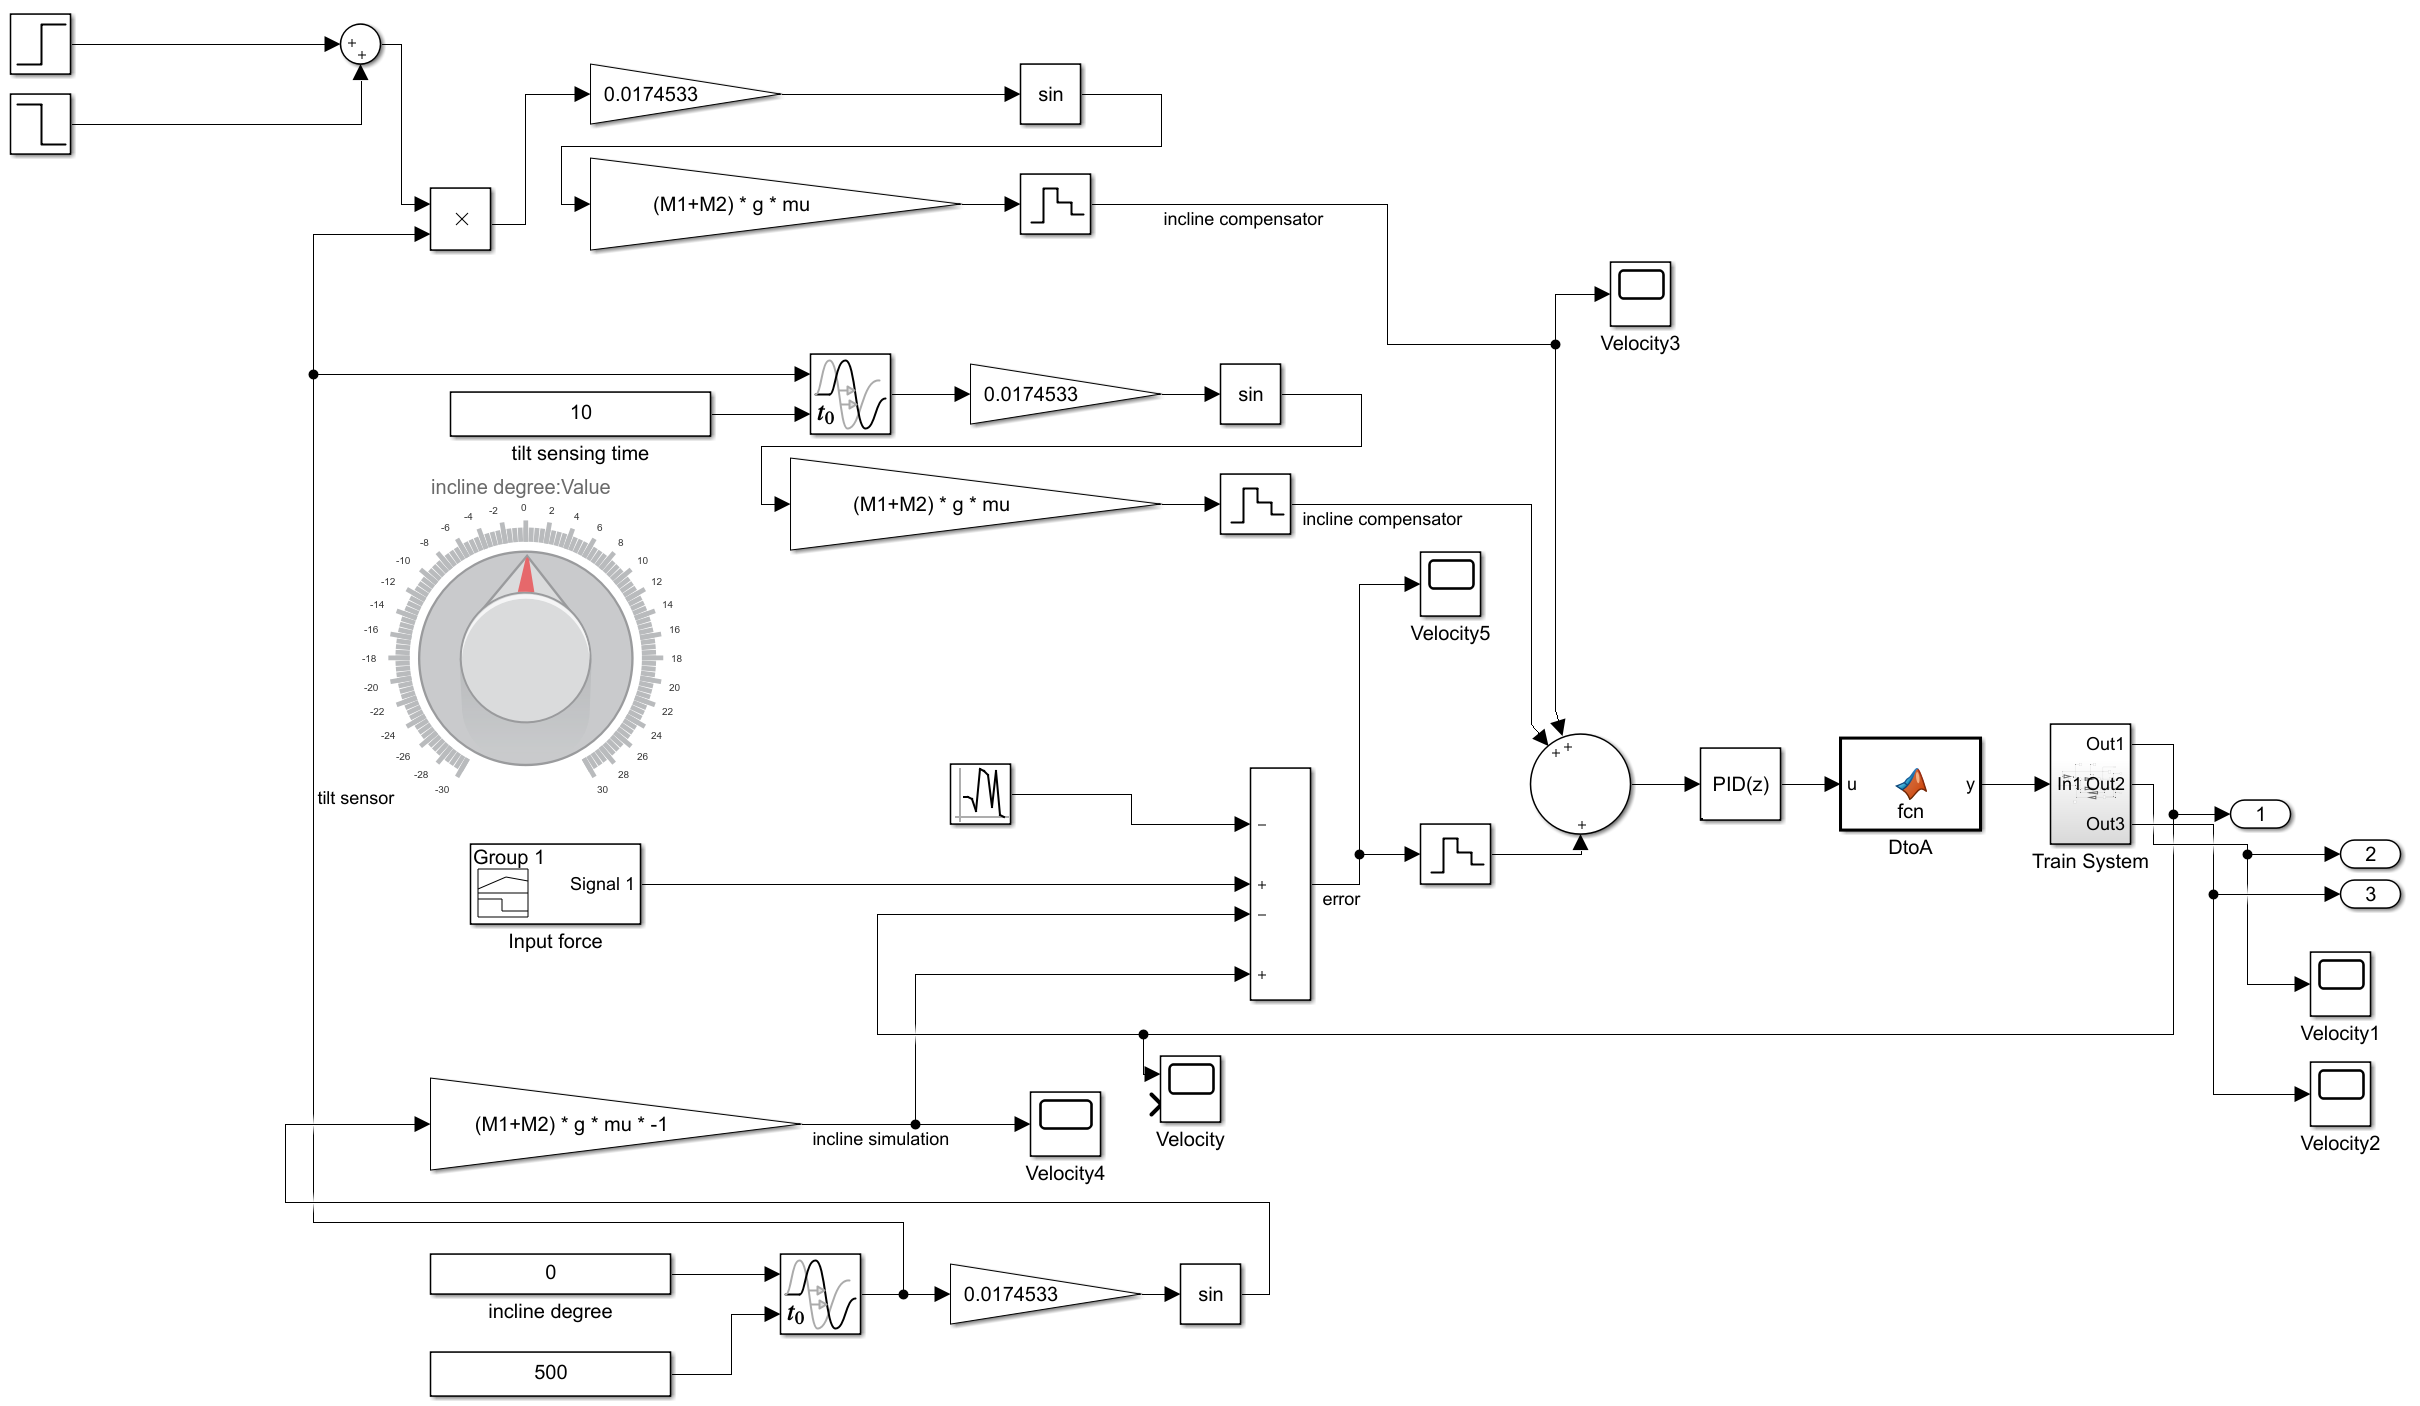 +
+
0.0174533
sin
×
(M1+M2) * g * mu
incline compensator
Velocity3
10
tilt sensing time
t0
0.0174533
sin
(M1+M2) * g * mu
incline compensator
incline degree:Value
-30
-28
-26
-24
-22
-20
-18
-16
-14
-12
-10
-8
-6
-4
-2
0
2
4
6
8
10
12
14
16
18
20
22
24
26
28
30
tilt sensor
Velocity5
Group 1
Signal 1
Input force
−
+
−
+
error
+
+
+
PID(z)
u
fcn
y
DtoA
In1
Out1
Out2
Out3
Train System
1
2
3
Velocity1
Velocity2
(M1+M2) * g * mu * -1
incline simulation
Velocity4
Velocity
0
incline degree
500
t0
0.0174533
sin